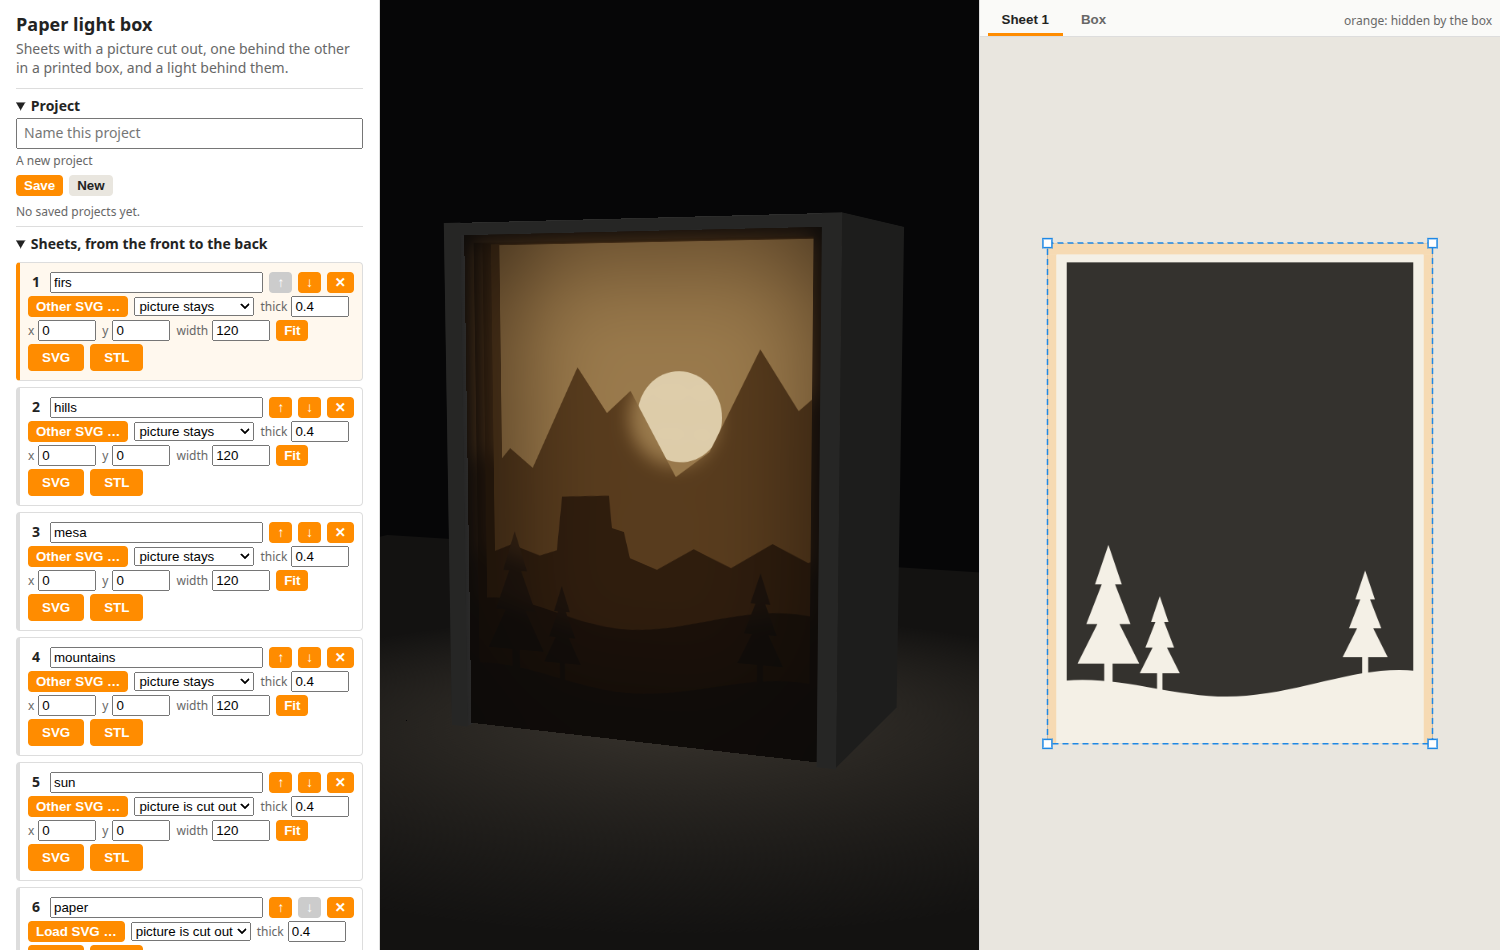 Paper light box
Sheets with a picture cut out, one behind the other
in a printed box, and a light behind them.
▼ Project
Name this project
A new project
Save New
No saved projects yet.
▼ Sheets, from the front to the back
1 firs ↑ ↓ ✕
Other SVG ... picture stays thick 0.4
x 0 y 0 width 120 Fit
SVG STL
2 hills ↑ ↓ ✕
Other SVG ... picture stays thick 0.4
x 0 y 0 width 120 Fit
SVG STL
3 mesa ↑ ↓ ✕
Other SVG ... picture stays thick 0.4
x 0 y 0 width 120 Fit
SVG STL
4 mountains ↑ ↓ ✕
Other SVG ... picture stays thick 0.4
x 0 y 0 width 120 Fit
SVG STL
5 sun ↑ ↓ ✕
Other SVG ... picture is cut out thick 0.4
x 0 y 0 width 120 Fit
SVG STL
6 paper ↑ ↓ ✕
Load SVG ... picture is cut out thick 0.4
Sheet 1 Box orange: hidden by the box